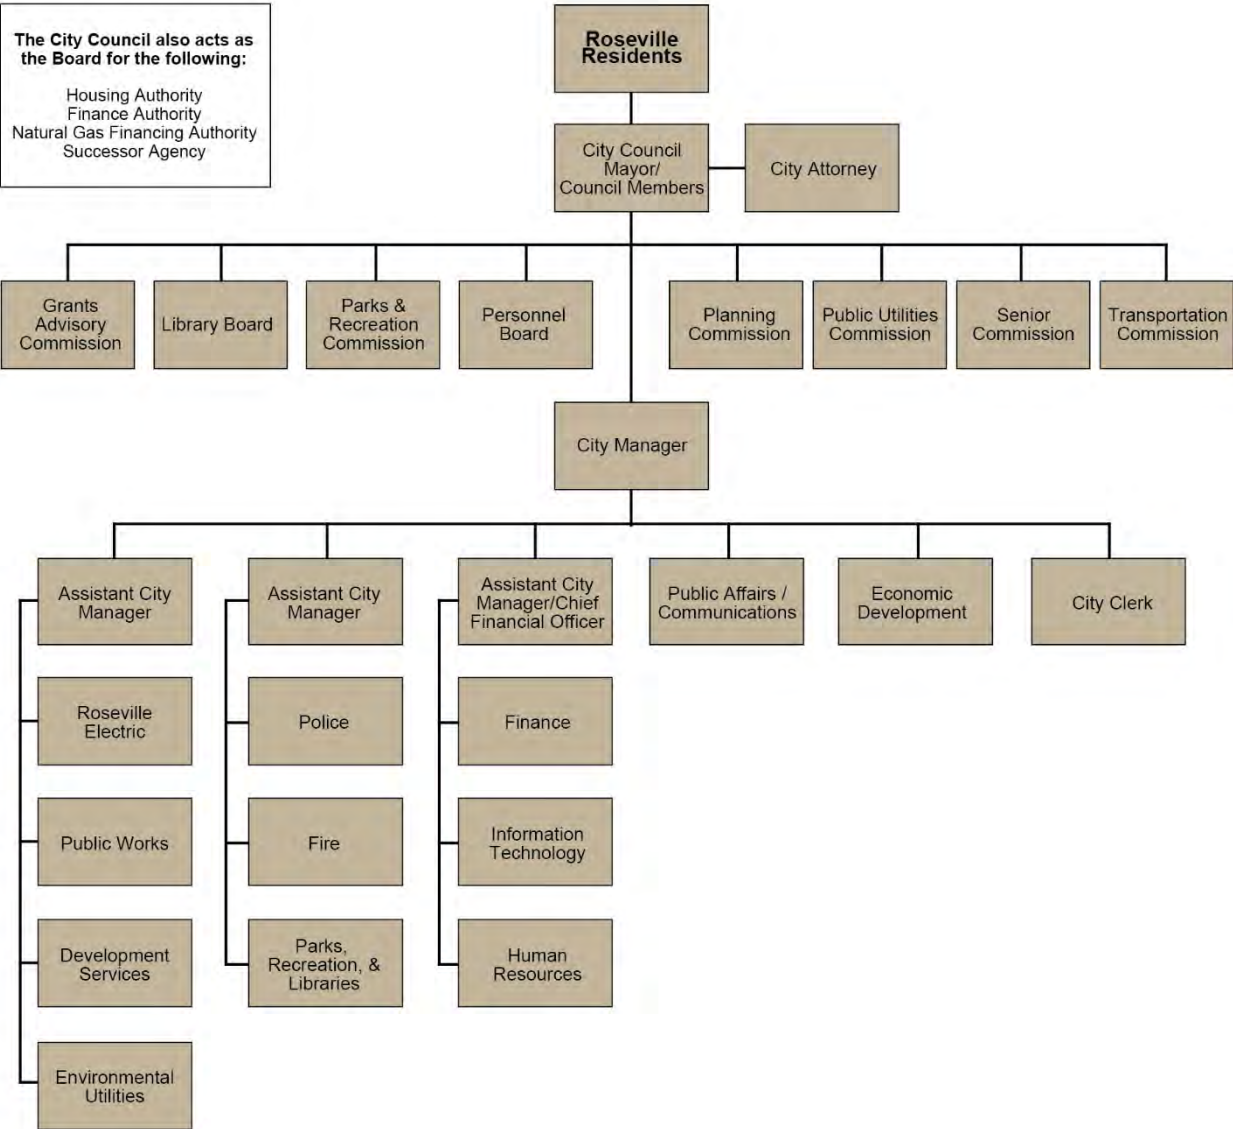 The City Council also acts as
the Board for the following:
Housing Authority
Finance Authority
Natural Gas Financing Authority
Successor Agency
Roseville
Residents
City Council
Mayor/
Council Members
City Attorney
Grants
Advisory
Commission
Library Board
Parks &
Recreation
Commission
Personnel
Board
Planning
Commission
Public Utilities
Commission
Senior
Commission
Transportation
Commission
City Manager
Assistant City
Manager
Assistant City
Manager
Assistant City
Manager/Chief
Financial Officer
Public Affairs /
Communications
Economic
Development
City Clerk
Roseville
Electric
Police
Finance
Public Works
Fire
Information
Technology
Development
Services
Parks,
Recreation, &
Libraries
Human
Resources
Environmental
Utilities